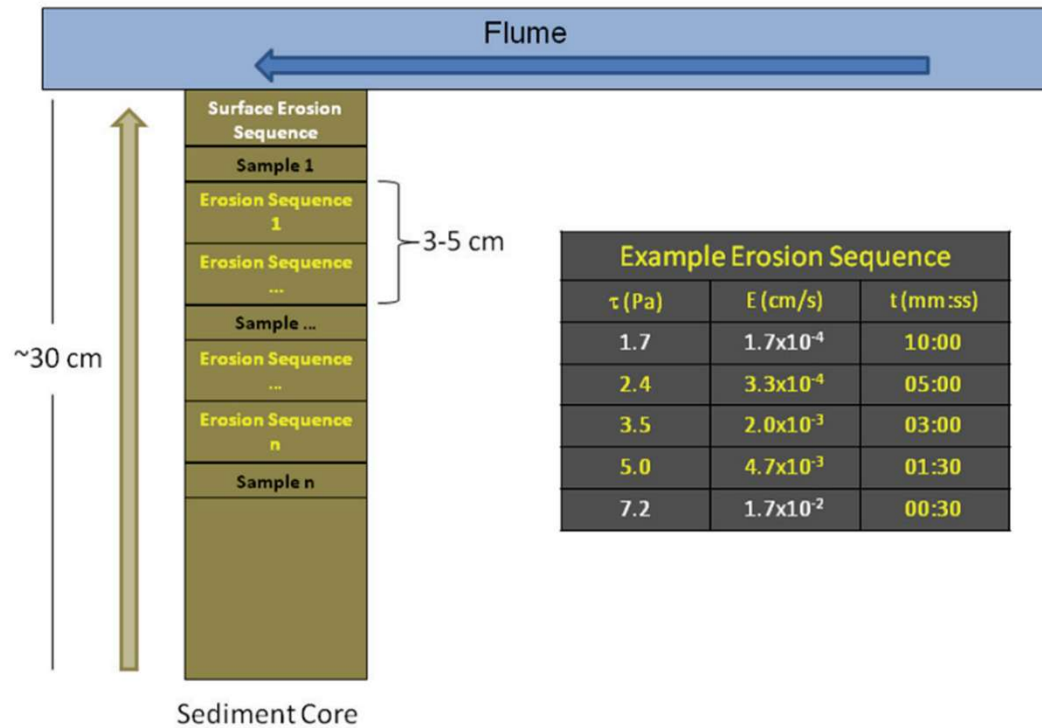 Flume
Surface Erosion
Sequence
Sample 1
Erosion Sequence
1
Erosion Sequence
...
Sample ...
Erosion Sequence
...
Erosion Sequence
n
Sample n
Sediment Core
~30 cm
3-5 cm
Example Erosion Sequence
τ (Pa) E (cm/s) t (mm:ss)
1.7 1.7x10⁻⁴ 10:00
2.4 3.3x10⁻⁴ 05:00
3.5 2.0x10⁻³ 03:00
5.0 4.7x10⁻³ 01:30
7.2 1.7x10⁻² 00:30